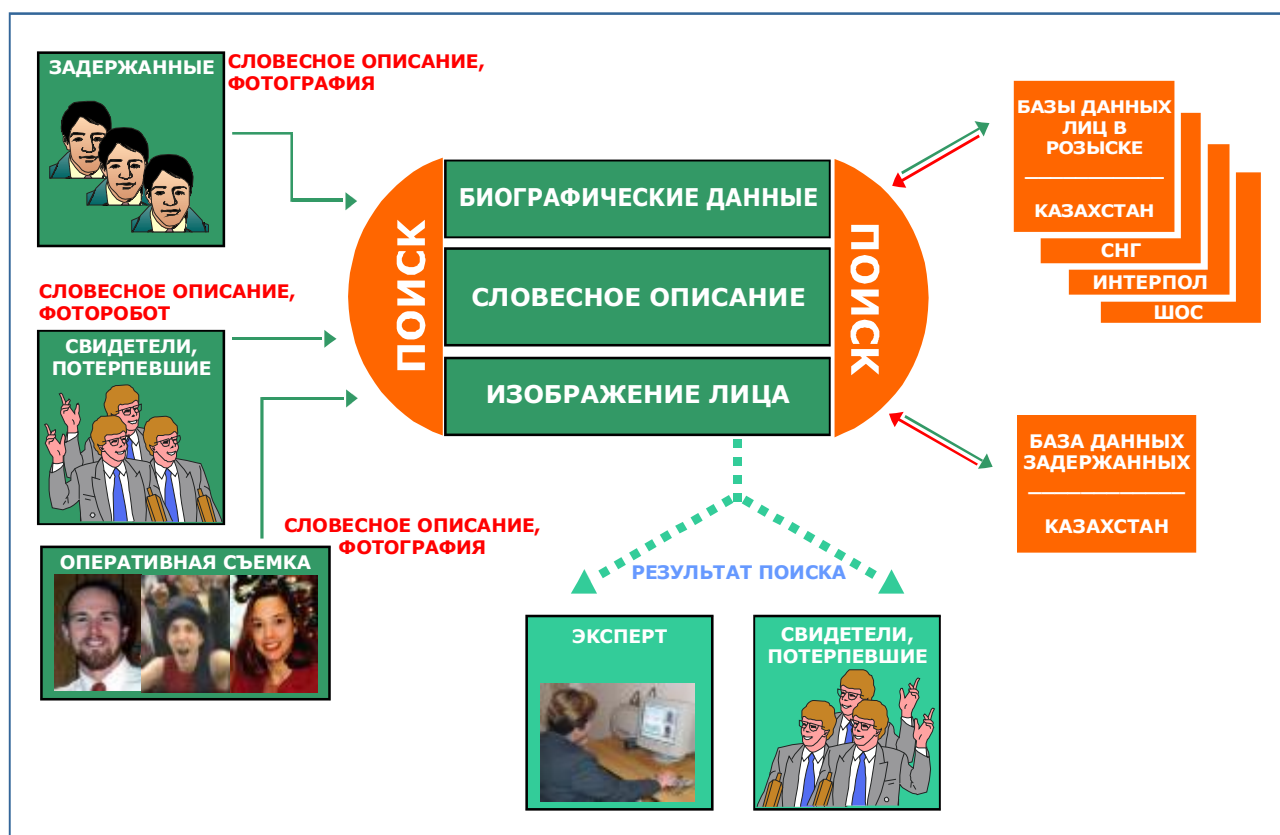 ЗАДЕРЖАННЫЕ
СЛОВЕСНОЕ ОПИСАНИЕ,
ФОТОГРАФИЯ
СЛОВЕСНОЕ ОПИСАНИЕ,
ФОТОРОБОТ
СВИДЕТЕЛИ,
ПОТЕРПЕВШИЕ
СЛОВЕСНОЕ ОПИСАНИЕ,
ФОТОГРАФИЯ
ОПЕРАТИВНАЯ СЪЕМКА
ПОИСК
БИОГРАФИЧЕСКИЕ ДАННЫЕ
СЛОВЕСНОЕ ОПИСАНИЕ
ИЗОБРАЖЕНИЕ ЛИЦА
ПОИСК
БАЗЫ ДАННЫХ
ЛИЦ В
РОЗЫСКЕ
КАЗАХСТАН
СНГ
ИНТЕРПОЛ
ШОС
БАЗА ДАННЫХ
ЗАДЕРЖАННЫХ
КАЗАХСТАН
РЕЗУЛЬТАТ ПОИСКА
ЭКСПЕРТ
СВИДЕТЕЛИ,
ПОТЕРПЕВШИЕ